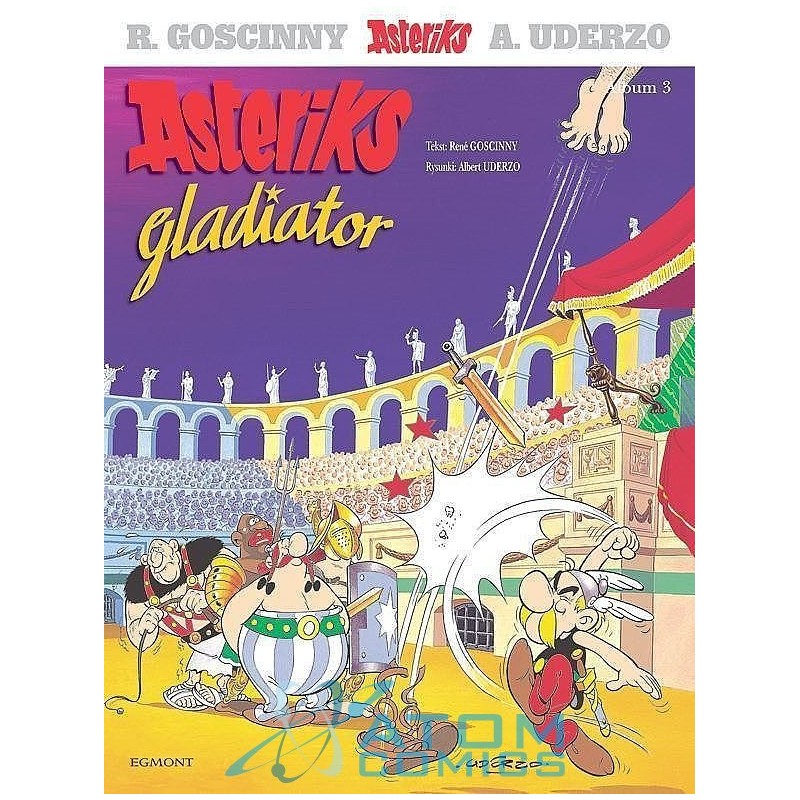 R. GOSCINNY Asteriks A. UDERZO
Album 3
Asteriks
gladiator
Tekst: René GOSCINNY
Rysunki: Albert UDERZO
ATOM
COMICS
EGMONT
UDERZO